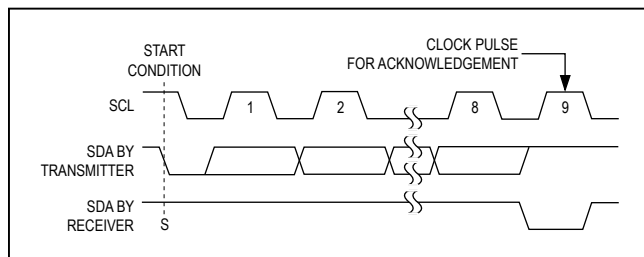 START
CONDITION
CLOCK PULSE
FOR ACKNOWLEDGEMENT
SCL
1
2
8
9
SDA BY
TRANSMITTER
SDA BY
RECEIVER
S